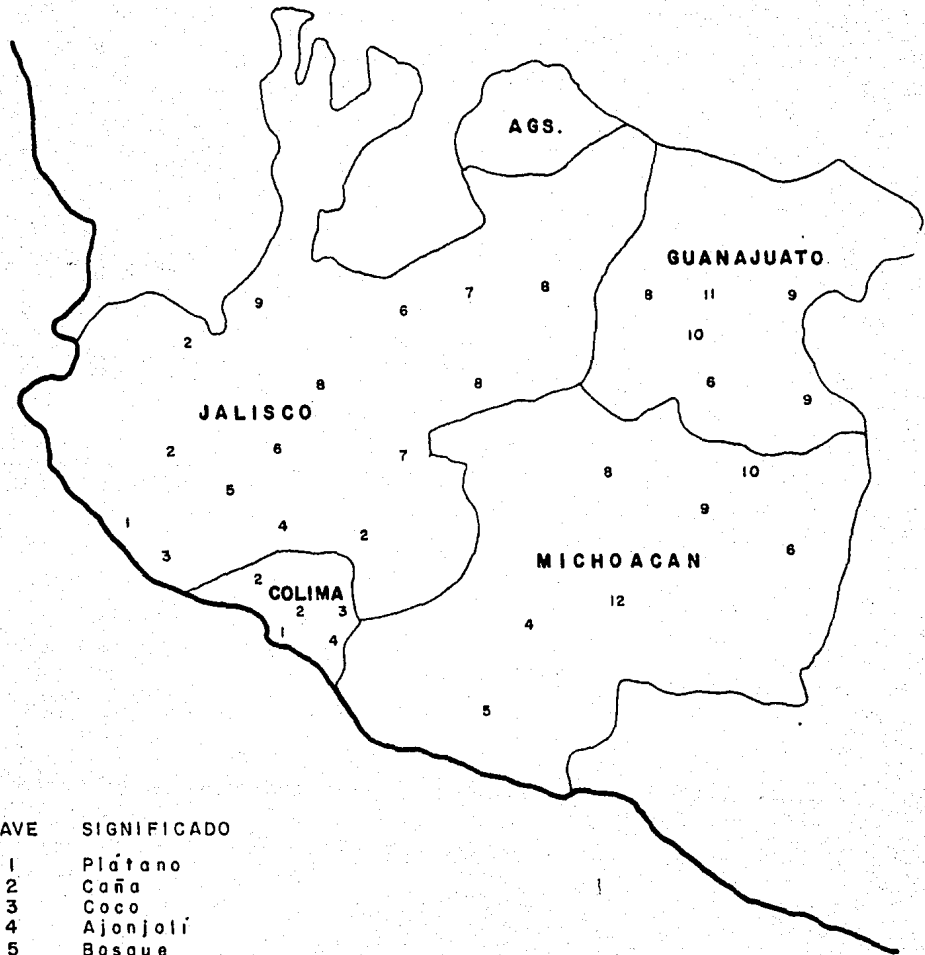 AGS.
GUANAJUATO
9 6 7 8 8 11 9
2 10
8 8 6 9
JALISCO
2 6 7 8 10
5 9
1 4 2 6
3 MICHOACAN
2
COLIMA
2 3 12
1 4 4
5
AVE SIGNIFICADO
1 Plátano
2 Caña
3 Coco
4 Ajonjolí
5 Bosque